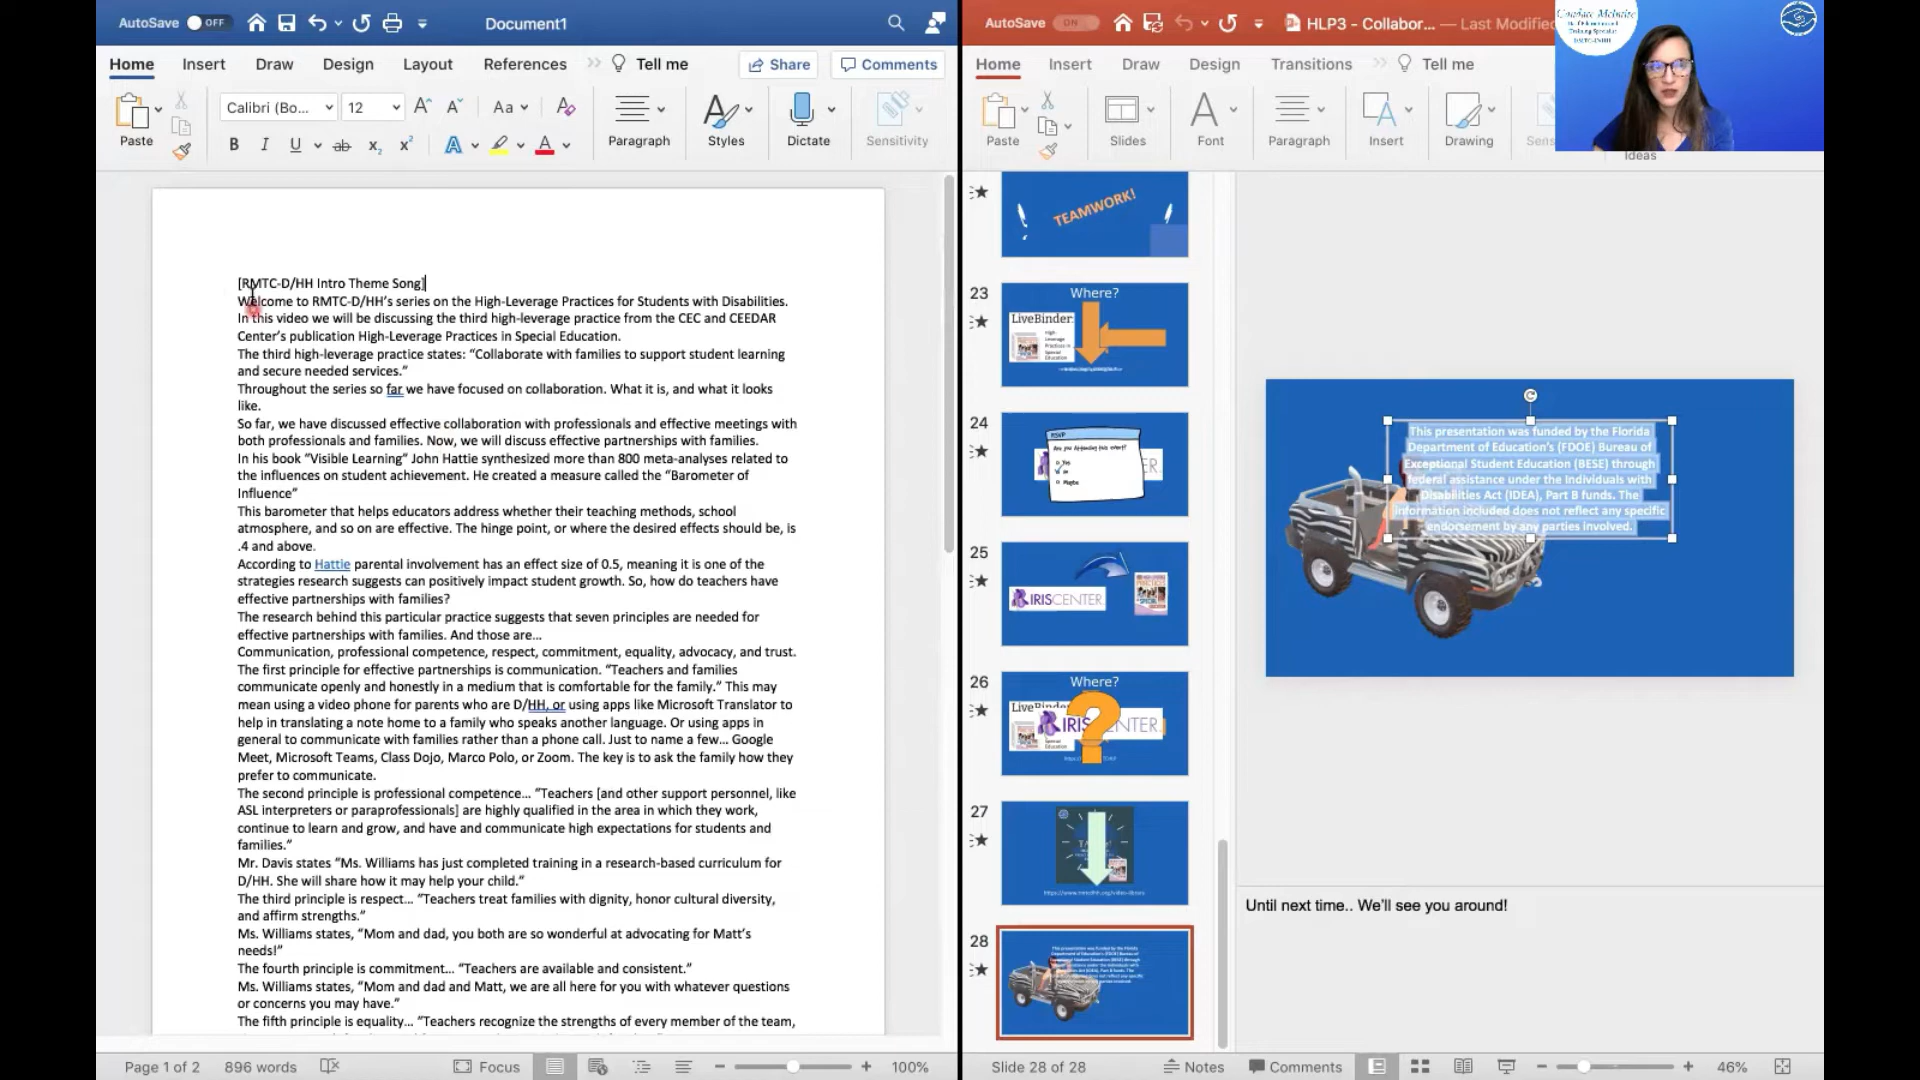 AutoSave OFF Document1
Home Insert Draw Design Layout References Tell me Share Comments
Calibri (Bo... 12
Paste Paragraph Styles Dictate Sensitivity
[RMTC-D/HH Intro Theme Song]
Welcome to RMTC-D/HH's series on the High-Leverage Practices for Students with Disabilities.
In this video we will be discussing the third high-leverage practice from the CEC and CEEDAR
Center's publication High-Leverage Practices in Special Education.
The third high-leverage practice states: “Collaborate with families to support student learning
and secure needed services.”
Throughout the series so far we have focused on collaboration. What it is, and what it looks
like.
So far, we have discussed effective collaboration with professionals and effective meetings with
both professionals and families. Now, we will discuss effective partnerships with families.
In his book “Visible Learning” John Hattie synthesized more than 800 meta-analyses related to
the influences on student achievement. He created a measure called the “Barometer of
Influence”
This barometer that helps educators address whether their teaching methods, school
atmosphere, and so on are effective. The hinge point, or where the desired effects should be, is
.4 and above.
According to Hattie parental involvement has an effect size of 0.5, meaning it is one of the
strategies research suggests can positively impact student growth. So, how do teachers have
effective partnerships with families?
The research behind this particular practice suggests that seven principles are needed for
effective partnerships with families. And those are...
Communication, professional competence, respect, commitment, equality, advocacy, and trust.
The first principle for effective partnerships is communication. “Teachers and families
communicate openly and honestly in a medium that is comfortable for the family.” This may
mean using a video phone for parents who are D/HH, or using apps like Microsoft Translator to
help in translating a note home to a family who speaks another language. Or using apps in
general to communicate with families rather than a phone call. Just to name a few... Google
Meet, Microsoft Teams, Class Dojo, Marco Polo, or Zoom. The key is to ask the family how they
prefer to communicate.
The second principle is professional competence... “Teachers [and other support personnel, like
ASL interpreters or paraprofessionals] are highly qualified in the area in which they work,
continue to learn and grow, and have and communicate high expectations for students and
families.”
Mr. Davis states “Ms. Williams has just completed training in a research-based curriculum for
D/HH. She will share how it may help your child.”
The third principle is respect... “Teachers treat families with dignity, honor cultural diversity,
and affirm strengths.”
Ms. Williams states, “Mom and dad, you both are so wonderful at advocating for Matt's
needs!”
The fourth principle is commitment... “Teachers are available and consistent.”
Ms. Williams states, “Mom and dad and Matt, we are all here for you with whatever questions
or concerns you may have.”
The fifth principle is equality... “Teachers recognize the strengths of every member of the team,
Page 1 of 2 896 words Focus 100%
AutoSave ON HLP3 - Collabor... — Last Modified
Home Insert Draw Design Transitions Tell me
Paste Slides Font Paragraph Insert Drawing
Ideas
Candace McIntire
TEAMWORK!
23
Where?
LiveBinder
High-
Leverage
Practices in
Special
Education
24
RSVP
Are you attending this event?
Yes
No
Maybe
25
IRISCENTER
26
Where?
27
28
This presentation was funded by the Florida
Department of Education's (FDOE) Bureau of
Exceptional Student Education (BESE) through
federal assistance under the Individuals with
Disabilities Act (IDEA), Part B funds. The
information included does not reflect any specific
endorsement by any parties involved.
Until next time.. We'll see you around!
Slide 28 of 28 Notes Comments 46%